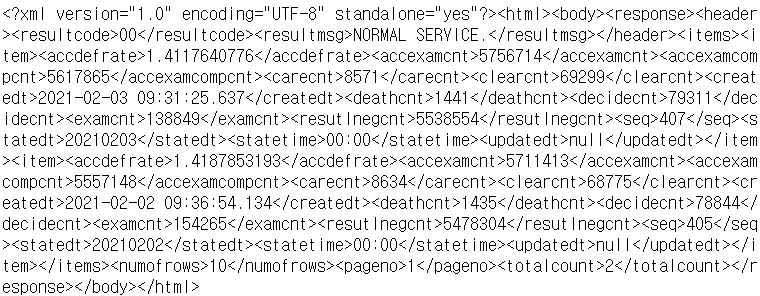 <?xml version="1.0" encoding="UTF-8" standalone="yes"?><html><body><response><header
><resultcode>00</resultcode><resultmsg>NORMAL SERVICE.</resultmsg></header><items><i
tem><accdefrate>1.4117640776</accdefrate><accexamcnt>5756714</accexamcnt><accexamcom
pcnt>5617865</accexamcompcnt><carecnt>8571</carecnt><clearcnt>69299</clearcnt><creat
edt>2021-02-03 09:31:25.637</createdt><deathcnt>1441</deathcnt><decidecnt>79311</dec
idecnt><examcnt>138849</examcnt><resutlnegcnt>5538554</resutlnegcnt><seq>407</seq><s
tatedt>20210203</statedt><statetime>00:00</statetime><updatedt>null</updatedt></item
><item><accdefrate>1.4187853193</accdefrate><accexamcnt>5711413</accexamcnt><accexam
compcnt>5557148</accexamcompcnt><carecnt>8634</carecnt><clearcnt>68775</clearcnt><cr
eatedt>2021-02-02 09:36:54.134</createdt><deathcnt>1435</deathcnt><decidecnt>78844</
decidecnt><examcnt>154265</examcnt><resutlnegcnt>5478304</resutlnegcnt><seq>405</seq
><statedt>20210202</statedt><statetime>00:00</statetime><updatedt>null</updatedt></i
tem></items><numofrows>10</numofrows><pageno>1</pageno><totalcount>2</totalcount></r
esponse></body></html>